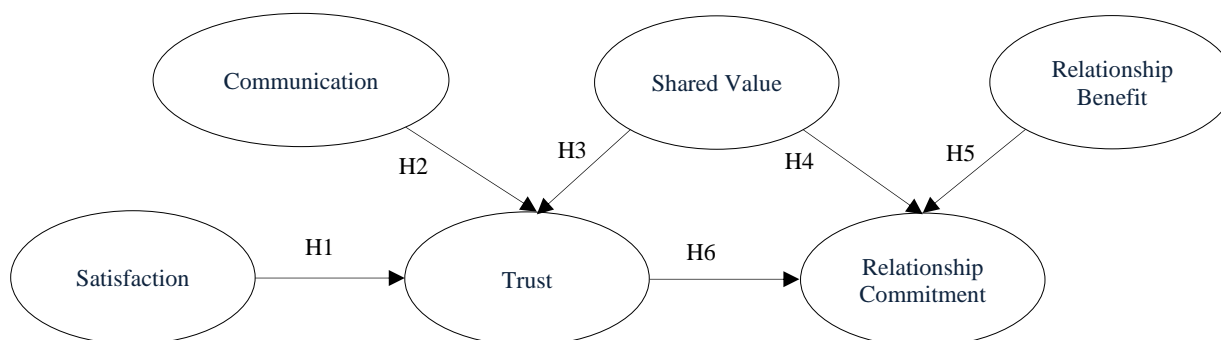 Communication
Shared Value
Relationship
Benefit
H2
H3
H4
H5
Satisfaction
H1
Trust
H6
Relationship
Commitment